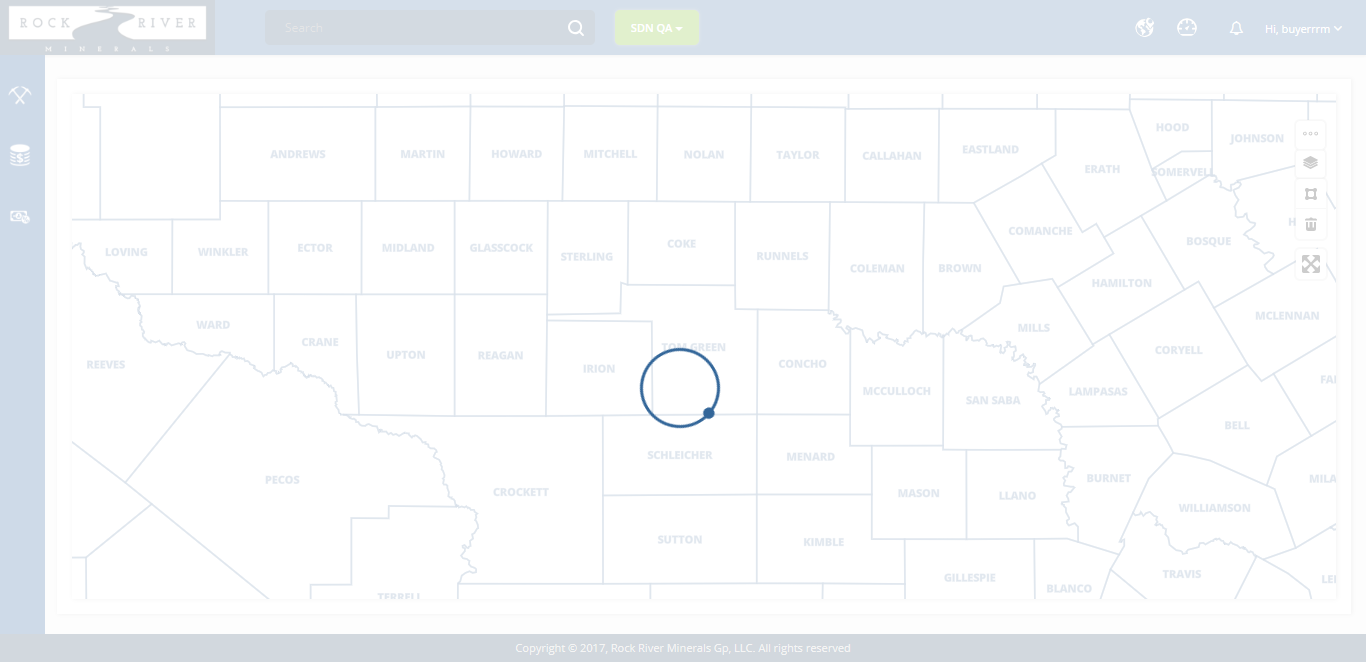 ROCK RIVER
MINERALS
Search
SDN QA
Hi, buyerrrm
HOOD
JOHNSON
ANDREWS
MARTIN
HOWARD
MITCHELL
NOLAN
TAYLOR
CALLAHAN
EASTLAND
ERATH
SOMERVELL
LOVING
WINKLER
ECTOR
MIDLAND
GLASSCOCK
STERLING
COKE
RUNNELS
COLEMAN
BROWN
COMANCHE
BOSQUE
H
HAMILTON
WARD
CRANE
UPTON
REAGAN
IRION
TOM GREEN
CONCHO
MILLS
MCLENNAN
CORYELL
REEVES
MCCULLOCH
SAN SABA
LAMPASAS
FAL
BELL
PECOS
CROCKETT
SCHLEICHER
MENARD
MASON
LLANO
BURNET
MILA
WILLIAMSON
SUTTON
KIMBLE
GILLESPIE
BLANCO
TRAVIS
LEE
TERRELL
Copyright © 2017, Rock River Minerals Gp, LLC. All rights reserved